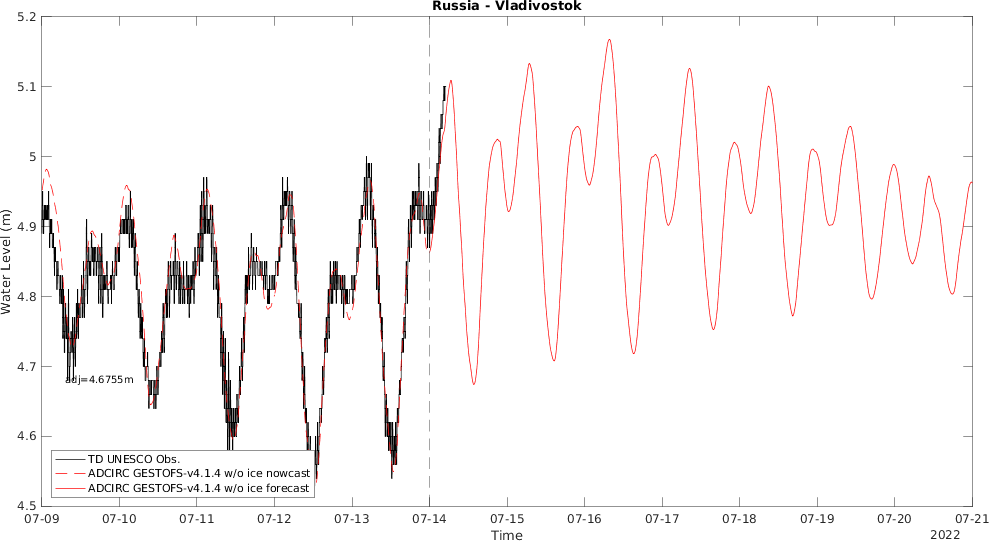 Russia - Vladivostok
5.2
5.1
5
4.9
4.8
4.7
4.6
4.5
Water Level (m)
adj=4.6755m
TD UNESCO Obs.
ADCIRC GESTOFS-v4.1.4 w/o ice nowcast
ADCIRC GESTOFS-v4.1.4 w/o ice forecast
07-09 07-10 07-11 07-12 07-13 07-14 07-15 07-16 07-17 07-18 07-19 07-20 07-21
Time
2022